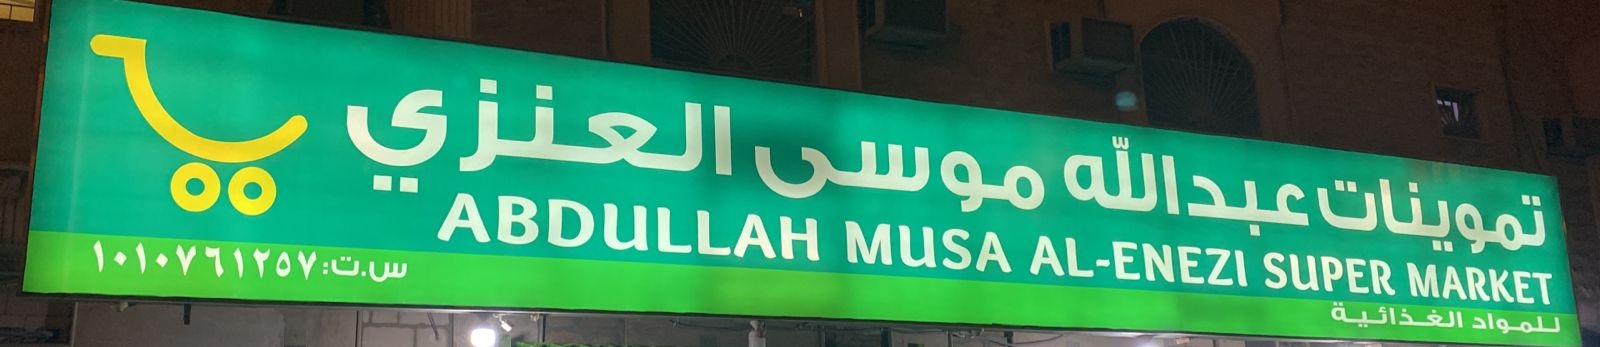 تموينات عبدالله موسى العنزي
ABDULLAH MUSA AL-ENEZI SUPER MARKET
للمواد الغذائية
س.ت: ١٠١٠٧٦١٢٥٧